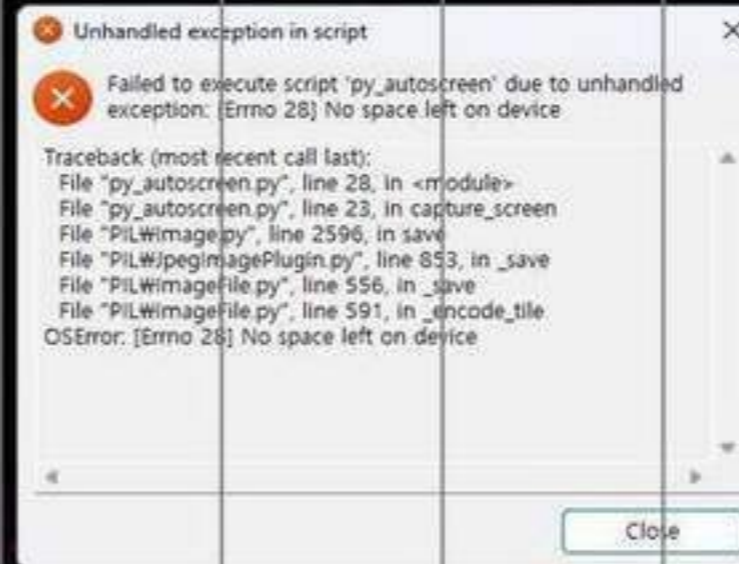 Unhandled exception in script
Failed to execute script 'py_autoscreen' due to unhandled
exception: [Errno 28] No space left on device
Traceback (most recent call last):
File "py_autoscreen.py", line 28, in <module>
File "py_autoscreen.py", line 23, in capture_screen
File "PIL₩Image.py", line 2596, in save
File "PIL₩JpegImagePlugin.py", line 853, in _save
File "PIL₩ImageFile.py", line 556, in _save
File "PIL₩ImageFile.py", line 591, in _encode_tile
OSError: [Errno 28] No space left on device
Close